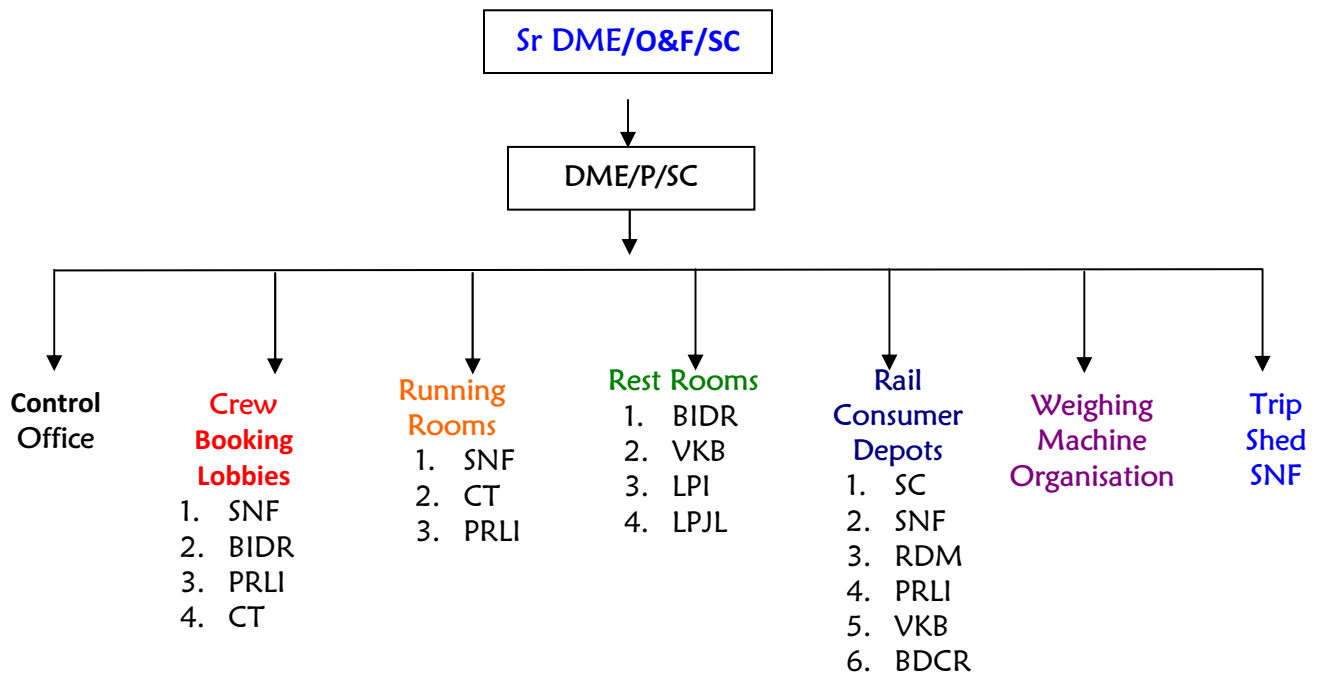 Sr DME/O&F/SC
DME/P/SC
Control
Office
Crew
Booking
Lobbies
1. SNF
2. BIDR
3. PRLI
4. CT
Running
Rooms
1. SNF
2. CT
3. PRLI
Rest Rooms
1. BIDR
2. VKB
3. LPI
4. LPJL
Rail
Consumer
Depots
1. SC
2. SNF
3. RDM
4. PRLI
5. VKB
6. BDCR
Weighing
Machine
Organisation
Trip
Shed
SNF